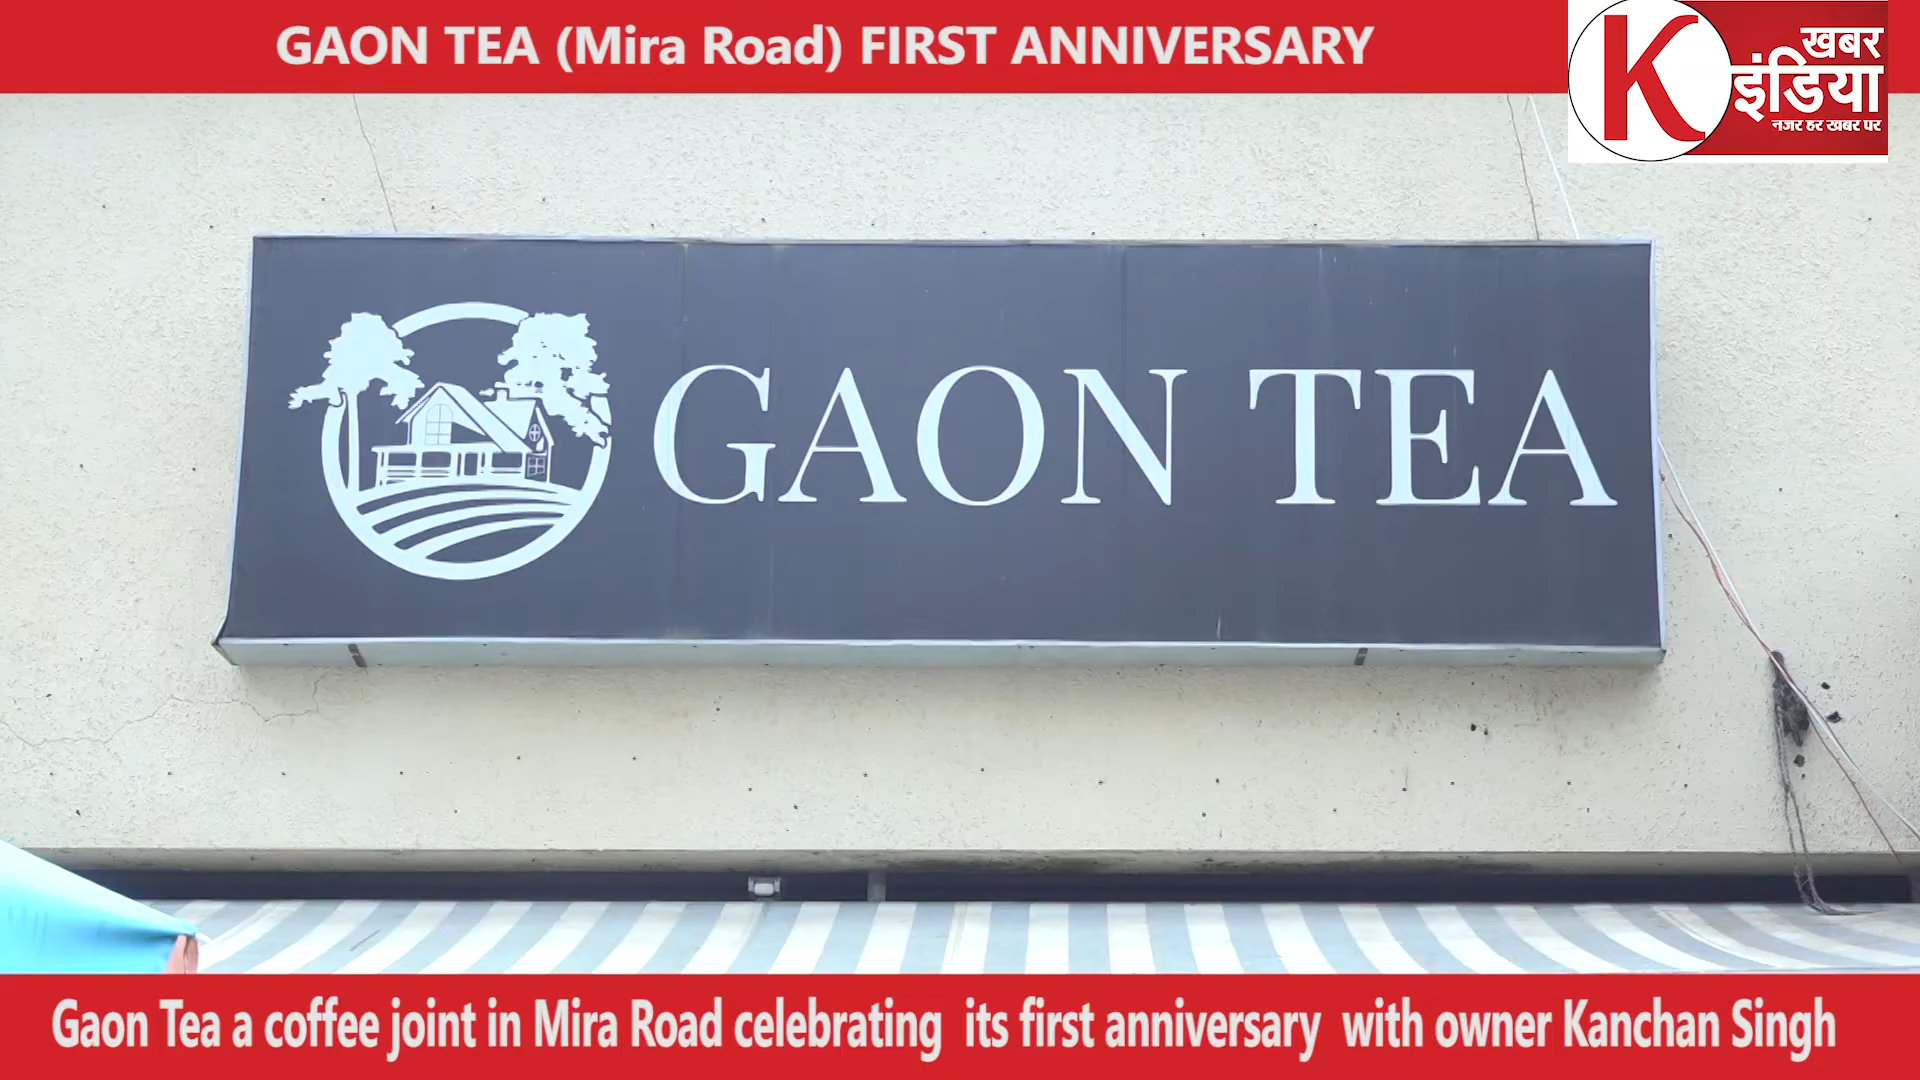 GAON TEA (Mira Road) FIRST ANNIVERSARY
K
खबर
इंडिया
नजर हर खबर पर
GAON TEA
Gaon Tea a coffee joint in Mira Road celebrating its first anniversary with owner Kanchan Singh